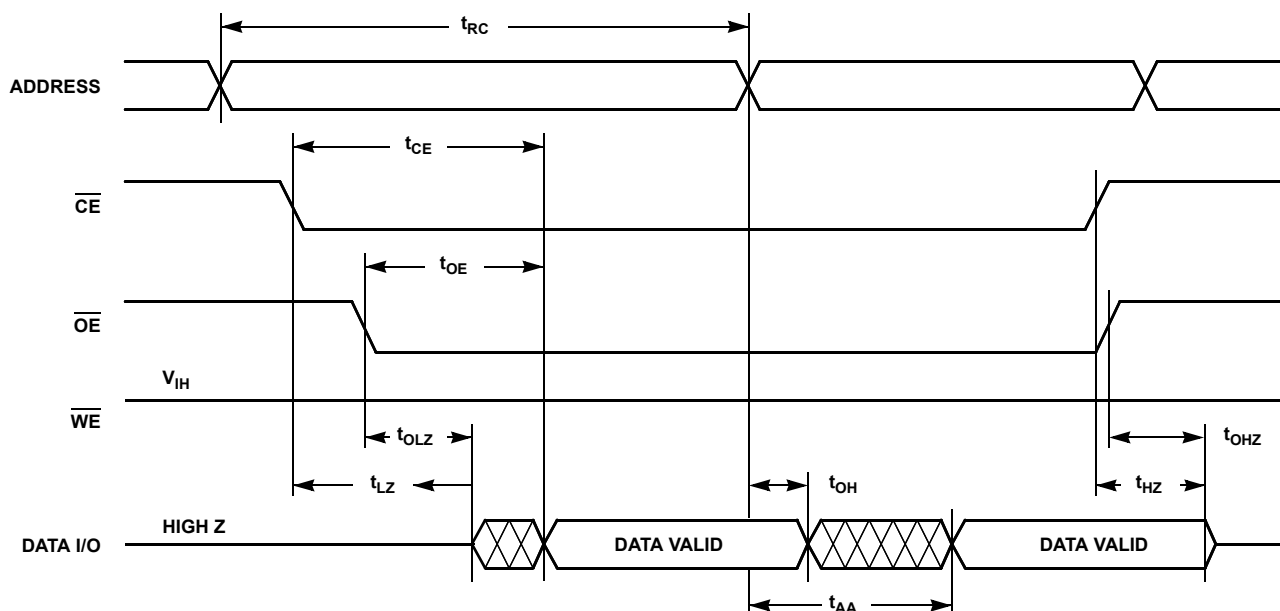 tRC
ADDRESS
tCE
CE
tOE
OE
VIH
WE
tOLZ
tOHZ
tLZ
tOH
tHZ
HIGH Z
DATA I/O
DATA VALID
DATA VALID
tAA